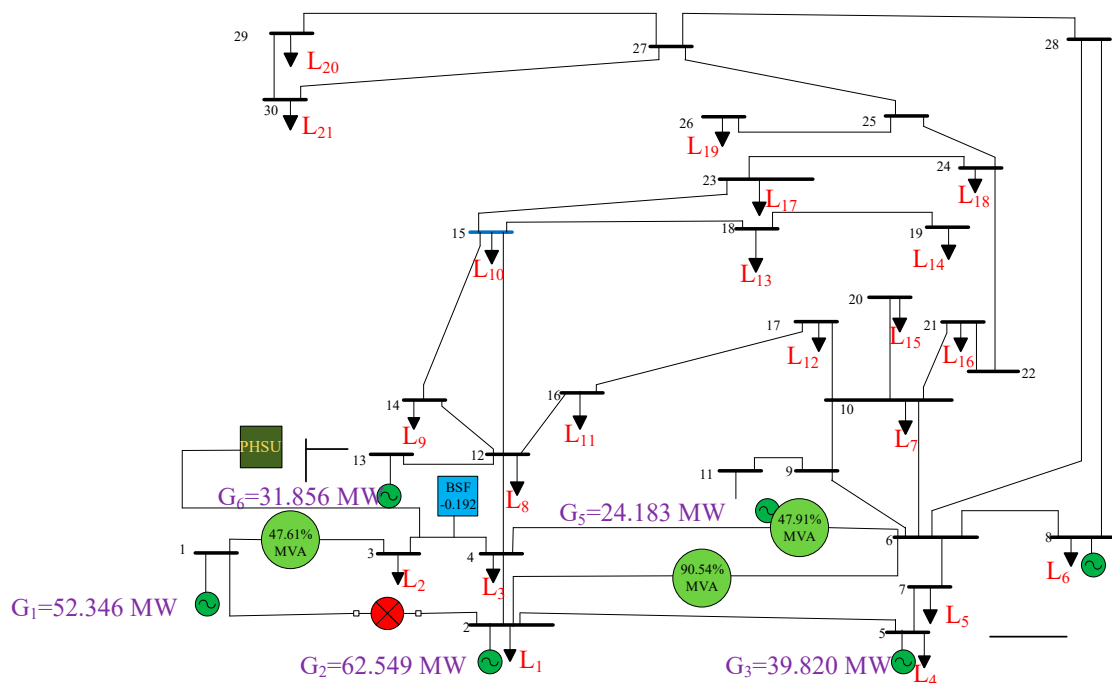 29
L20
30
L21
27
28
26
L19
25
24
L18
23
L17
15
L10
18
L13
19
L14
20
L15
17
L12
21
L16
22
14
L9
16
L11
10
L7
PHSU
13
12
L8
BSF
-0.192
11
9
G6=31.856 MW
G5=24.183 MW
47.61%
MVA
47.91%
MVA
1
3
L2
4
L3
6
8
L6
90.54%
MVA
7
L5
G1=52.346 MW
2
L1
5
L4
G2=62.549 MW
G3=39.820 MW